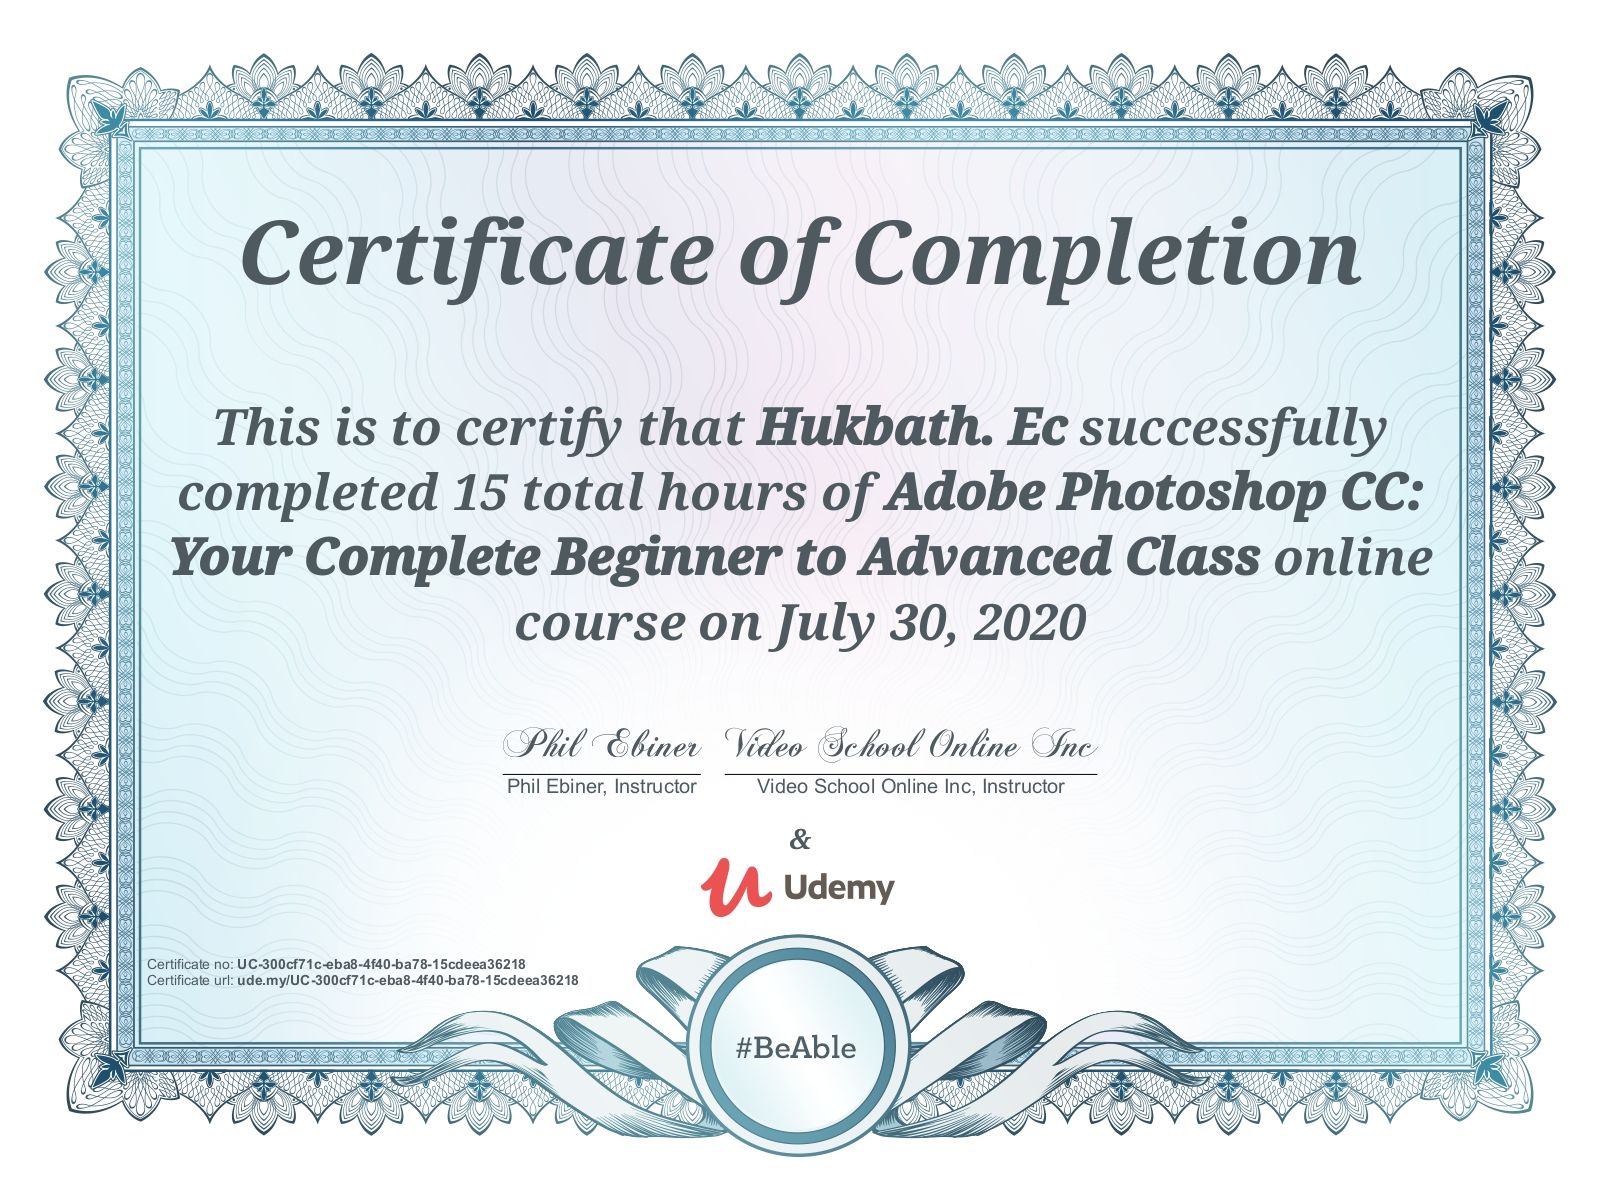 Certificate of Completion
This is to certify that Hukbath. Ec successfully
completed 15 total hours of Adobe Photoshop CC:
Your Complete Beginner to Advanced Class online
course on July 30, 2020
Phil Ebiner Video School Online Inc
Phil Ebiner, Instructor Video School Online Inc, Instructor
&
Udemy
Certificate no: UC-300cf71c-eba8-4f40-ba78-15cdeea36218
Certificate url: ude.my/UC-300cf71c-eba8-4f40-ba78-15cdeea36218
#BeAble